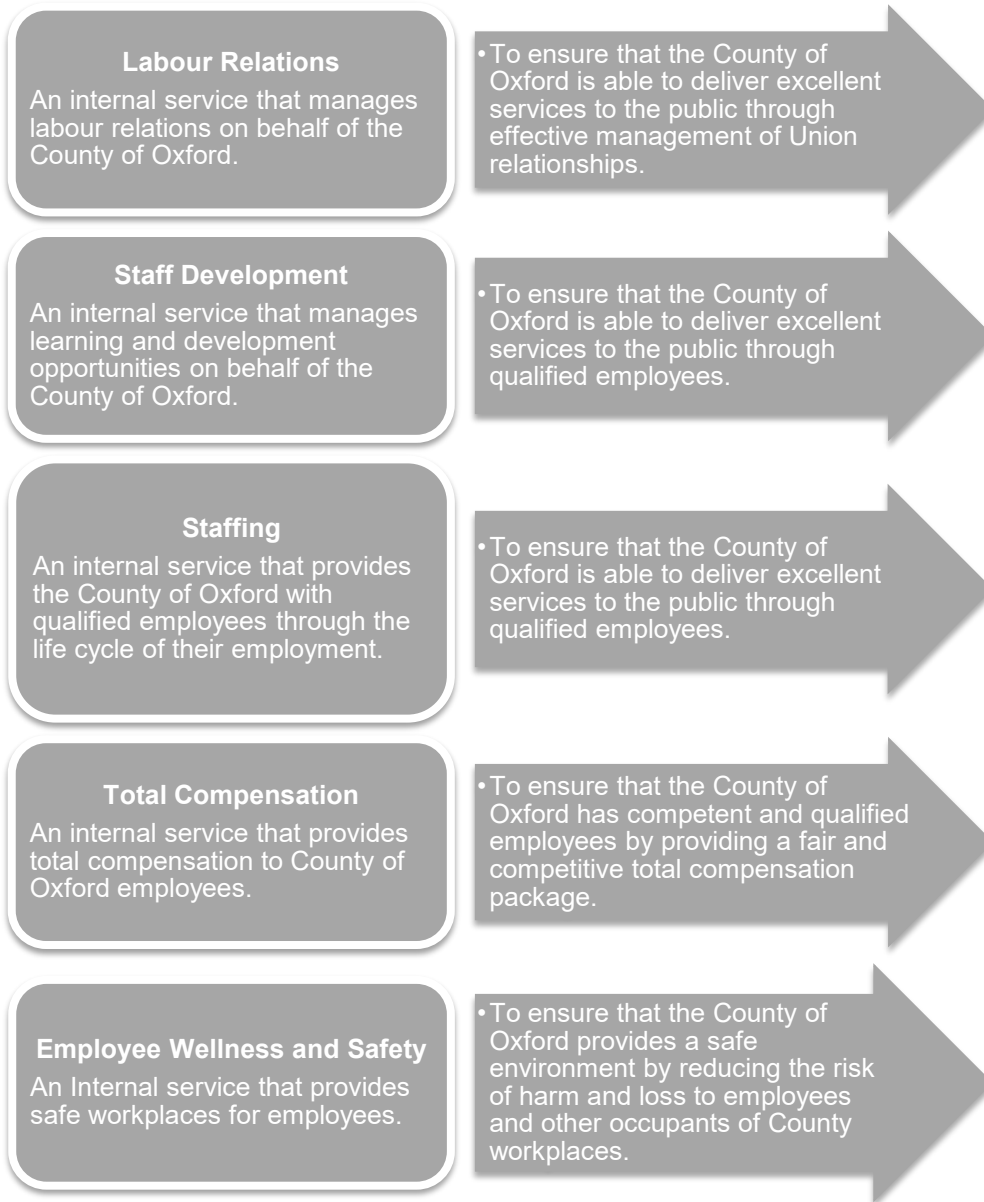 Labour Relations
An internal service that manages
labour relations on behalf of the
County of Oxford.
•To ensure that the County of
Oxford is able to deliver excellent
services to the public through
effective management of Union
relationships.
Staff Development
An internal service that manages
learning and development
opportunities on behalf of the
County of Oxford.
•To ensure that the County of
Oxford is able to deliver excellent
services to the public through
qualified employees.
Staffing
An internal service that provides
the County of Oxford with
qualified employees through the
life cycle of their employment.
•To ensure that the County of
Oxford is able to deliver excellent
services to the public through
qualified employees.
Total Compensation
An internal service that provides
total compensation to County of
Oxford employees.
•To ensure that the County of
Oxford has competent and qualified
employees by providing a fair and
competitive total compensation
package.
Employee Wellness and Safety
An Internal service that provides
safe workplaces for employees.
•To ensure that the County of
Oxford provides a safe
environment by reducing the risk
of harm and loss to employees
and other occupants of County
workplaces.